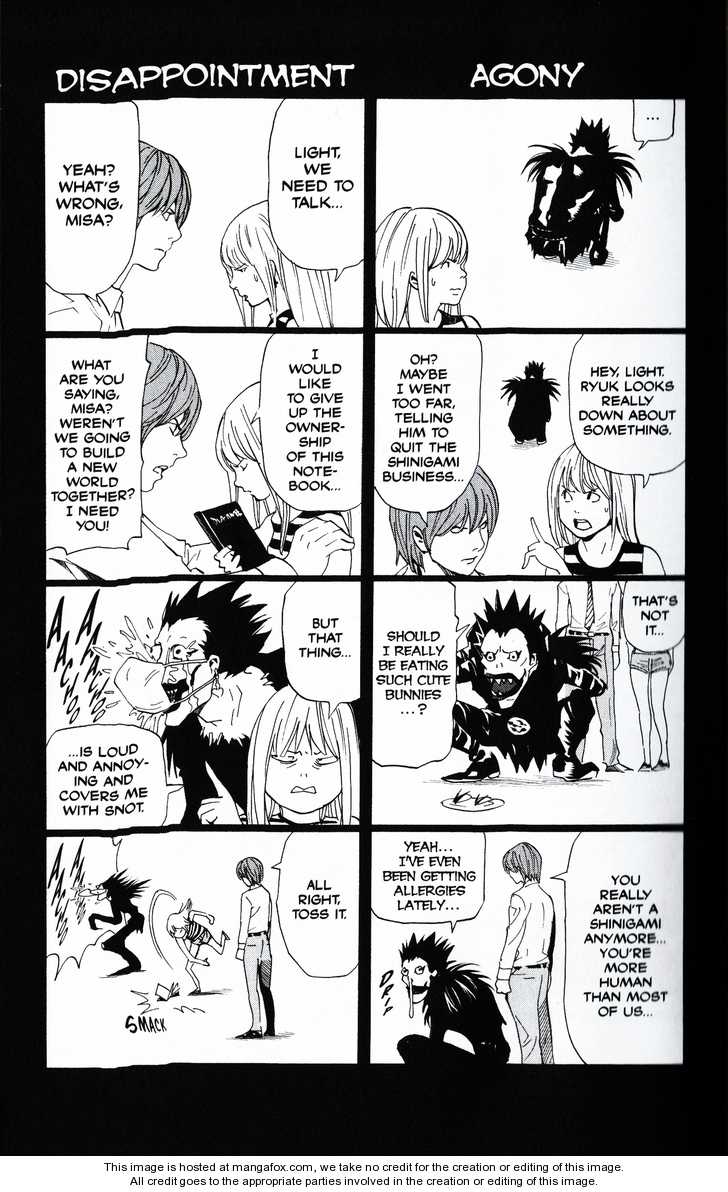 AGONY
...
HEY, LIGHT.
RYUK LOOKS
REALLY
DOWN ABOUT
SOMETHING.
OH?
MAYBE
I WENT
TOO FAR,
TELLING
HIM TO
QUIT THE
SHINIGAMI
BUSINESS...
THAT'S
NOT
IT...
SHOULD
I REALLY
BE EATING
SUCH CUTE
BUNNIES
...?
YOU
REALLY
AREN'T A
SHINIGAMI
ANYMORE...
YOU'RE
MORE
HUMAN
THAN MOST
OF US...
YEAH...
I'VE EVEN
BEEN GETTING
ALLERGIES
LATELY...
DRIP
DISAPPOINTMENT
LIGHT,
WE
NEED TO
TALK...
YEAH?
WHAT'S
WRONG,
MISA?
I
WOULD
LIKE
TO GIVE
UP THE
OWNER-
SHIP
OF THIS
NOTE-
BOOK...
WHAT
ARE YOU
SAYING,
MISA?
WEREN'T
WE GOING
TO BUILD
A NEW
WORLD
TOGETHER?
I NEED
YOU!
BUT
THAT
THING...
...IS LOUD
AND ANNOY-
ING AND
COVERS ME
WITH SNOT.
ALL
RIGHT,
TOSS IT.
SMACK
This image is hosted at mangafox.com, we take no credit for the creation or editing of this image.
All credit goes to the appropriate parties involved in the creation or editing of this image.